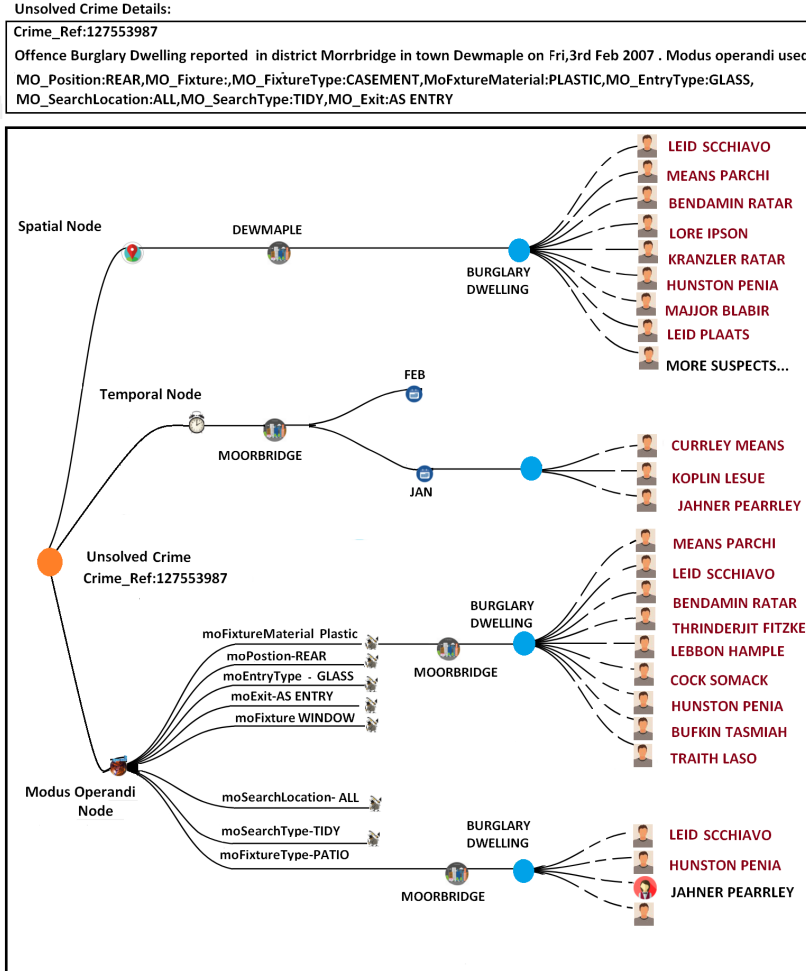 Unsolved Crime Details:
Crime_Ref:127553987
Offence Burglary Dwelling reported in district Morrbridge in town Dewmaple on Fri,3rd Feb 2007 . Modus operandi used
MO_Position:REAR,MO_Fixture:,MO_FixtureType:CASEMENT,MoFxtureMaterial:PLASTIC,MO_EntryType:GLASS,
MO_SearchLocation:ALL,MO_SearchType:TIDY,MO_Exit:AS ENTRY
Spatial Node
DEWMAPLE
BURGLARY
DWELLING
LEID SCCHIAVO
MEANS PARCHI
BENDAMIN RATAR
LORE IPSON
KRANZLER RATAR
HUNSTON PENIA
MAJJOR BLABIR
LEID PLAATS
MORE SUSPECTS...
Temporal Node
MOORBRIDGE
FEB
JAN
CURRLEY MEANS
KOPLIN LESUE
JAHNER PEARRLEY
Unsolved Crime
Crime_Ref:127553987
Modus Operandi
Node
moFixtureMaterial Plastic
moPostion-REAR
moEntryType - GLASS
moExit-AS ENTRY
moFixture WINDOW
MOORBRIDGE
BURGLARY
DWELLING
MEANS PARCHI
LEID SCCHIAVO
BENDAMIN RATAR
THRINDERJIT FITZKE
LEBBON HAMPLE
COCK SOMACK
HUNSTON PENIA
BUFKIN TASMIAH
TRAITH LASO
moSearchLocation- ALL
moSearchType-TIDY
moFixtureType-PATIO
MOORBRIDGE
BURGLARY
DWELLING
LEID SCCHIAVO
HUNSTON PENIA
JAHNER PEARRLEY